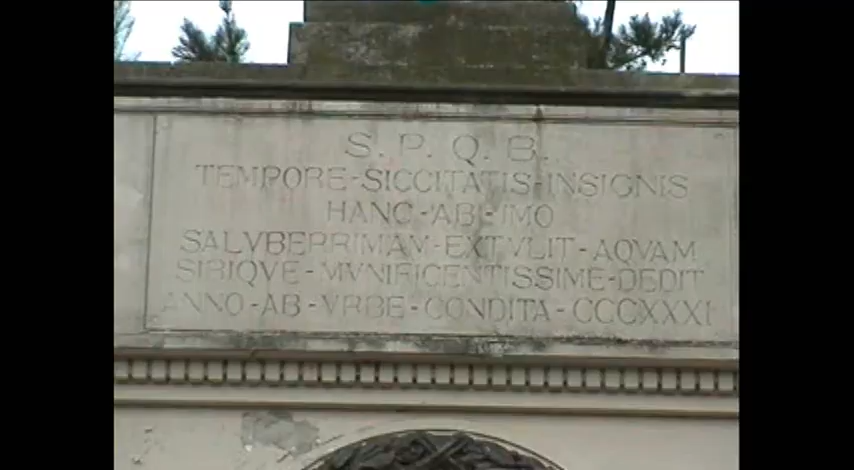 S. P. Q. B.
TEMPORE-SICCITATIS-INSIGNIS
HANC-AB-IMO
SALVBERRIMAM-EXTVLIT-AQVAM
SIBIQVE-MVNIFICENTISSIME-DEDIT
ANNO-AB-VRBE-CONDITA-CCCXXXI